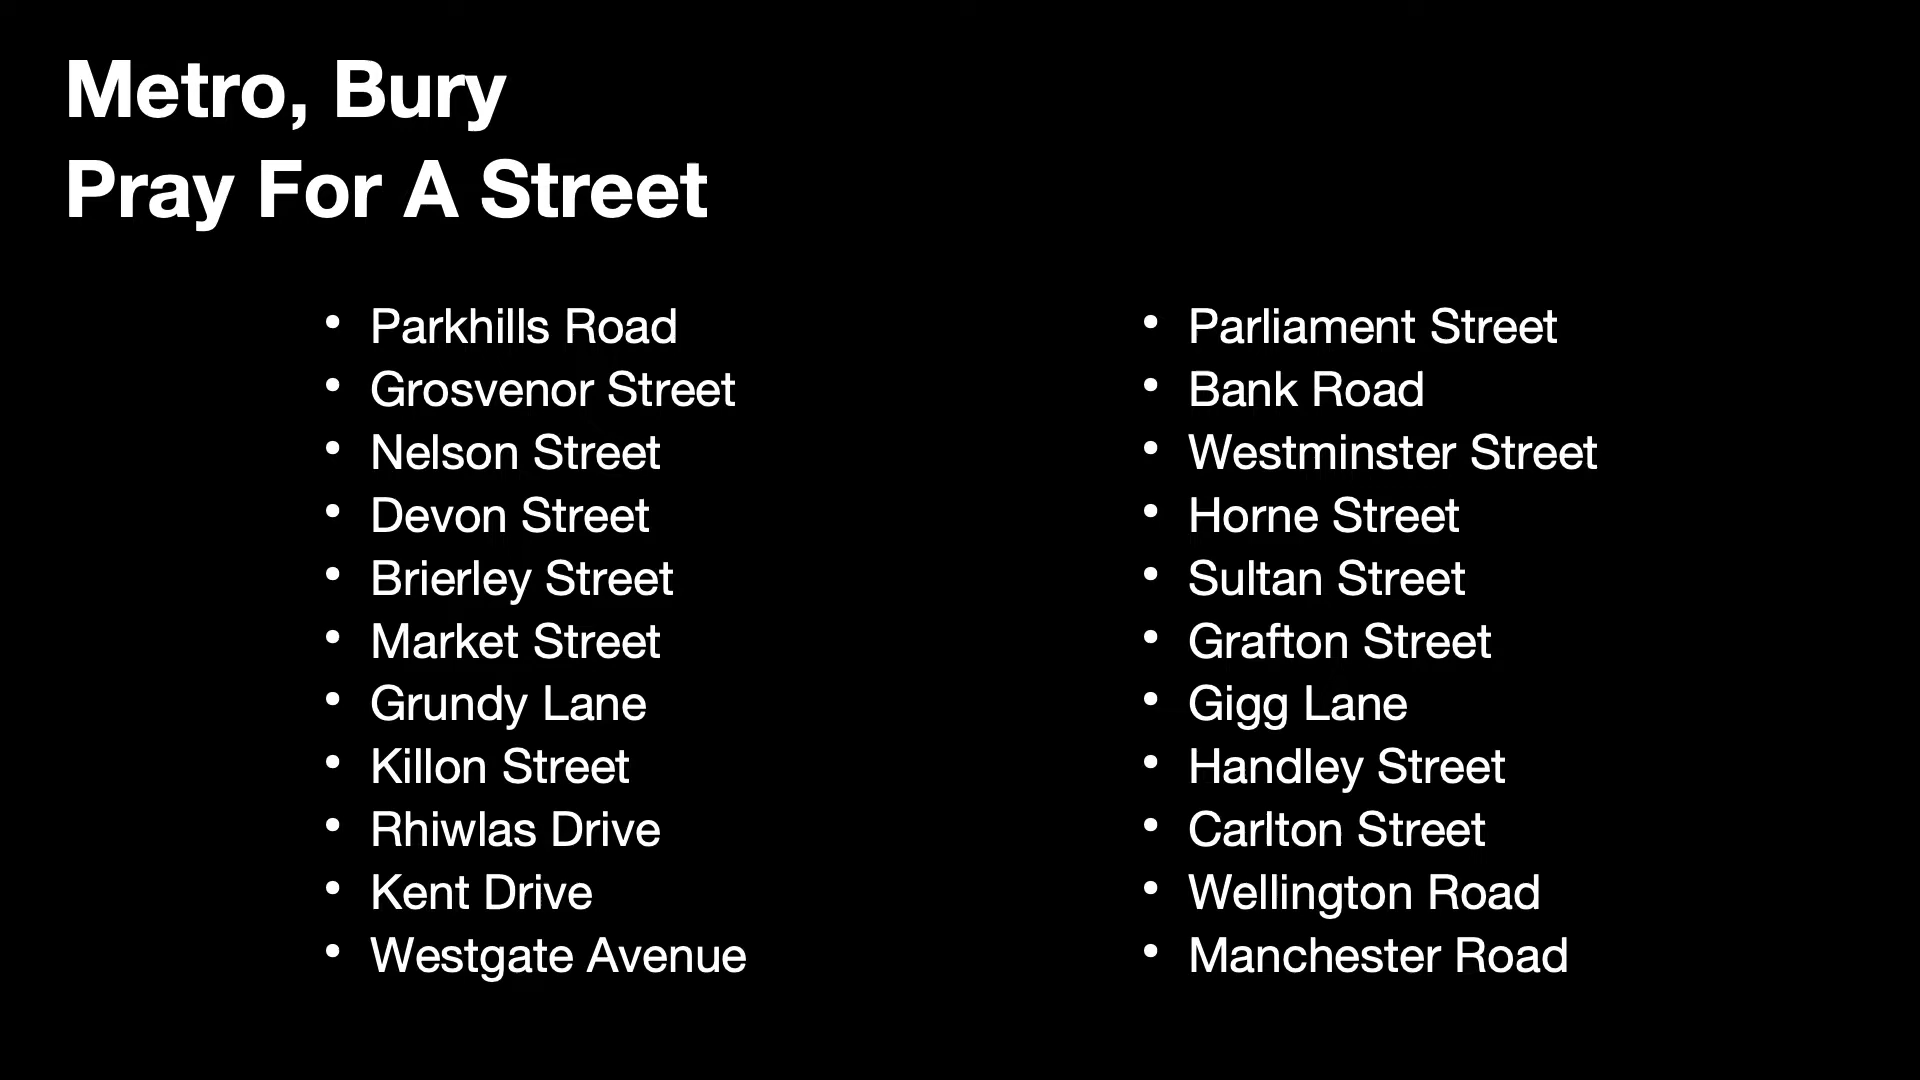 Metro, Bury
Pray For A Street
• Parkhills Road
• Grosvenor Street
• Nelson Street
• Devon Street
• Brierley Street
• Market Street
• Grundy Lane
• Killon Street
• Rhiwlas Drive
• Kent Drive
• Westgate Avenue
• Parliament Street
• Bank Road
• Westminster Street
• Horne Street
• Sultan Street
• Grafton Street
• Gigg Lane
• Handley Street
• Carlton Street
• Wellington Road
• Manchester Road